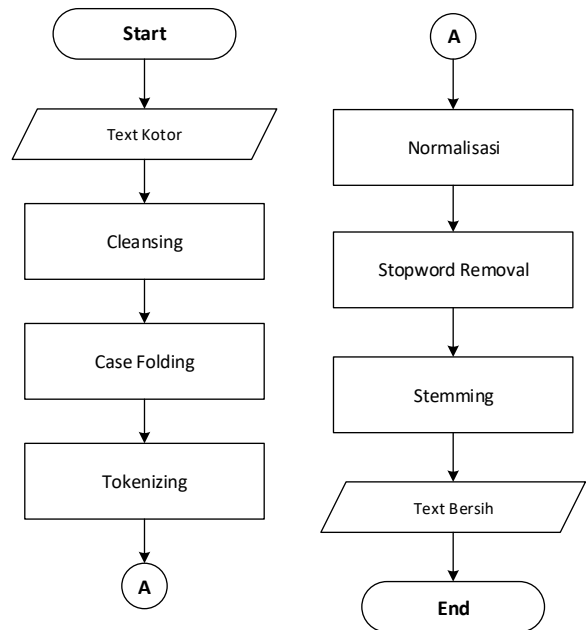 Start
Text Kotor
Cleansing
Case Folding
Tokenizing
A
A
Normalisasi
Stopword Removal
Stemming
Text Bersih
End